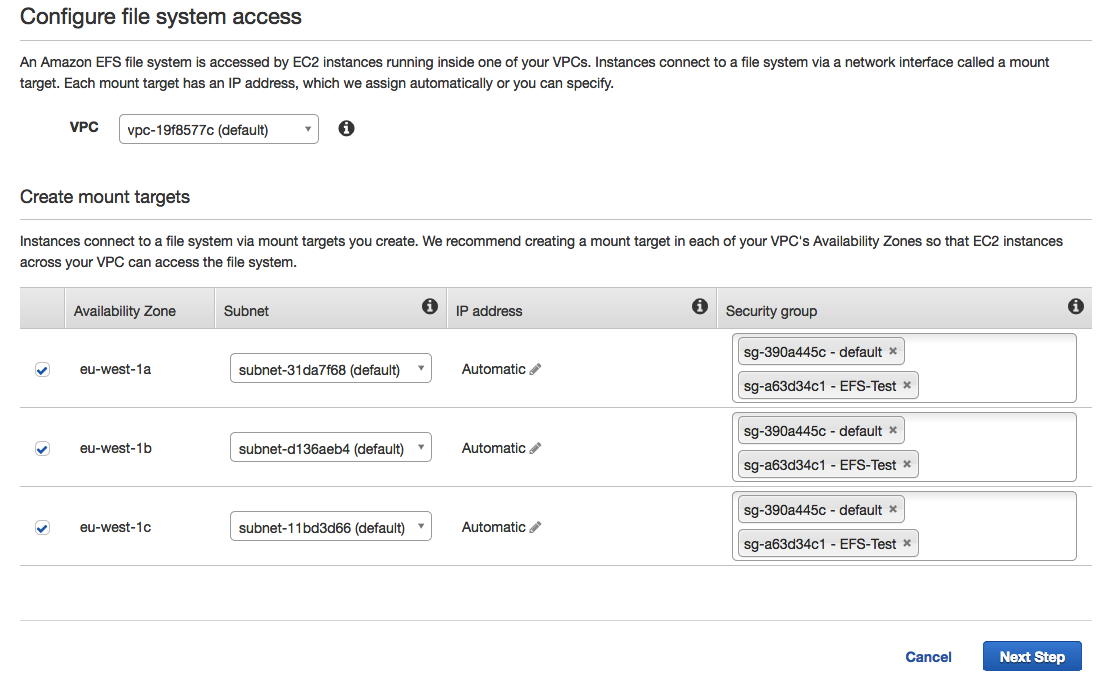 Configure file system access
An Amazon EFS file system is accessed by EC2 instances running inside one of your VPCs. Instances connect to a file system via a network interface called a mount
target. Each mount target has an IP address, which we assign automatically or you can specify.
VPC vpc-19f8577c (default)
Create mount targets
Instances connect to a file system via mount targets you create. We recommend creating a mount target in each of your VPC's Availability Zones so that EC2 instances
across your VPC can access the file system.
Availability Zone Subnet IP address Security group
eu-west-1a subnet-31da7f68 (default) Automatic sg-390a445c - default
sg-a63d34c1 - EFS-Test
eu-west-1b subnet-d136aeb4 (default) Automatic sg-390a445c - default
sg-a63d34c1 - EFS-Test
eu-west-1c subnet-11bd3d66 (default) Automatic sg-390a445c - default
sg-a63d34c1 - EFS-Test
Cancel Next Step